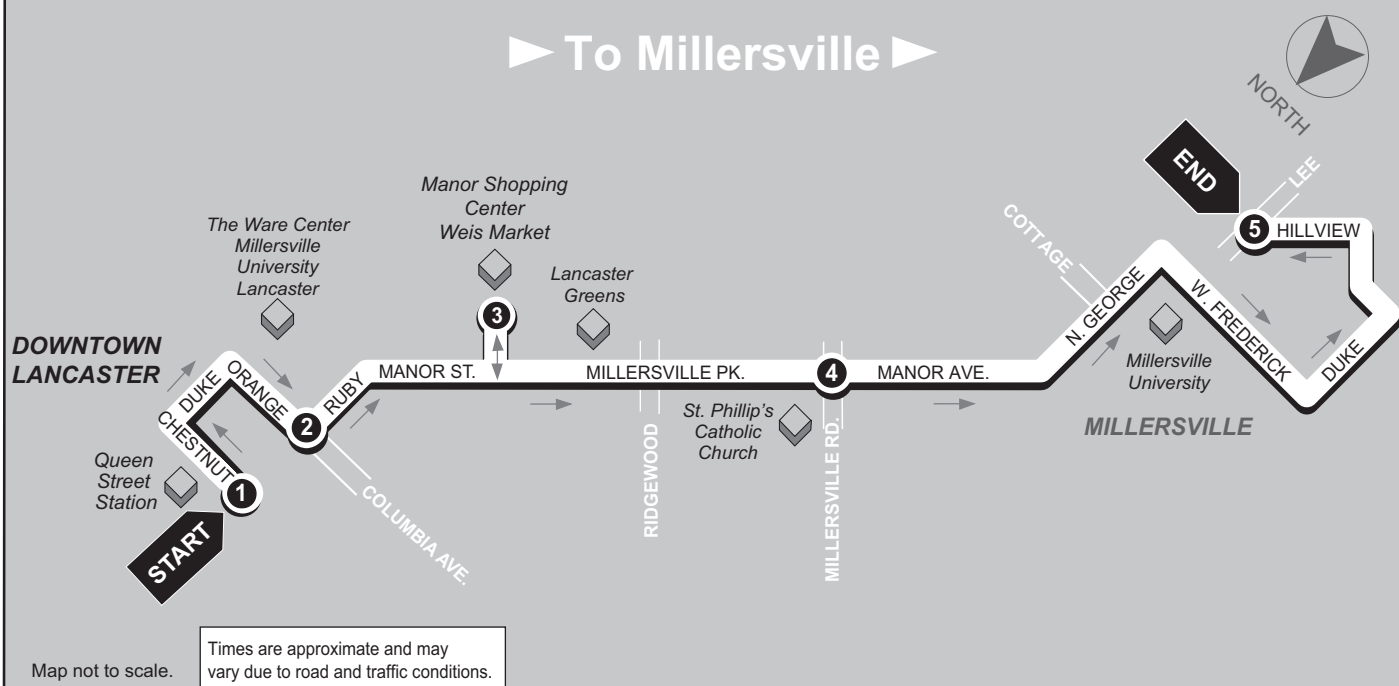 To Millersville
NORTH
END
LEE
5
HILLVIEW
Manor Shopping
Center
Weis Market
The Ware Center
Millersville
University
Lancaster
Lancaster
Greens
3
COTTAGE
DOWNTOWN
LANCASTER
DUKE
ORANGE
CHESTNUT
2
RUBY
MANOR ST.
MILLERSVILLE PK.
4
MANOR AVE.
N. GEORGE
W. FREDERICK
DUKE
Millersville
University
MILLERSVILLE
St. Phillip's
Catholic
Church
Queen
Street
Station
1
START
COLUMBIA AVE.
RIDGEWOOD
MILLERSVILLE RD.
Map not to scale.
Times are approximate and may
vary due to road and traffic conditions.